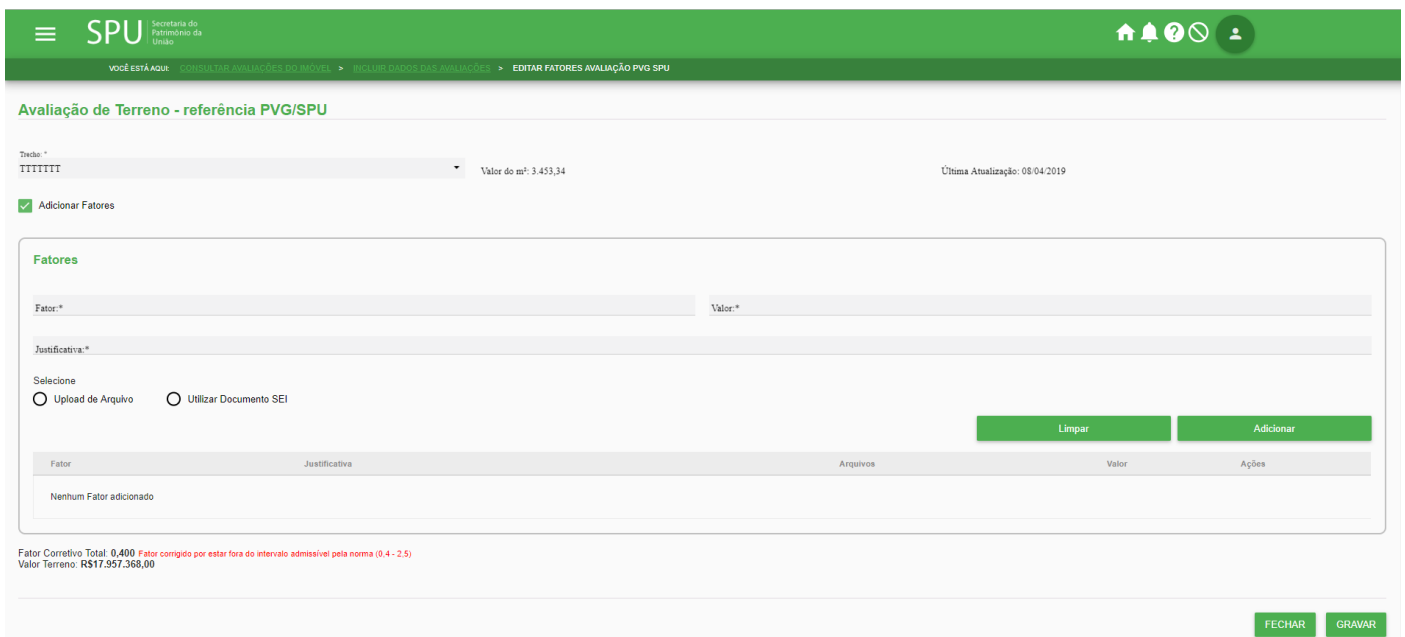 SPU Secretaria do
Patrimônio da
União
VOCÊ ESTÁ AQUI: CONSULTAR AVALIAÇÕES DO IMÓVEL > INCLUIR DADOS DAS AVALIAÇÕES > EDITAR FATORES AVALIAÇÃO PVG SPU
Avaliação de Terreno - referência PVG/SPU
Trecho: *
TTTTTTT
Valor do m²: 3.453,34
Última Atualização: 08/04/2019
Adicionar Fatores
Fatores
Fator:*
Valor:*
Justificativa:*
Selecione
Upload de Arquivo
Utilizar Documento SEI
Limpar
Adicionar
Fator Justificativa Arquivos Valor Ações
Nenhum Fator adicionado
Fator Corretivo Total: 0,400 Fator corrigido por estar fora do intervalo admissível pela norma (0,4 - 2,5)
Valor Terreno: R$17.957.368,00
FECHAR
GRAVAR